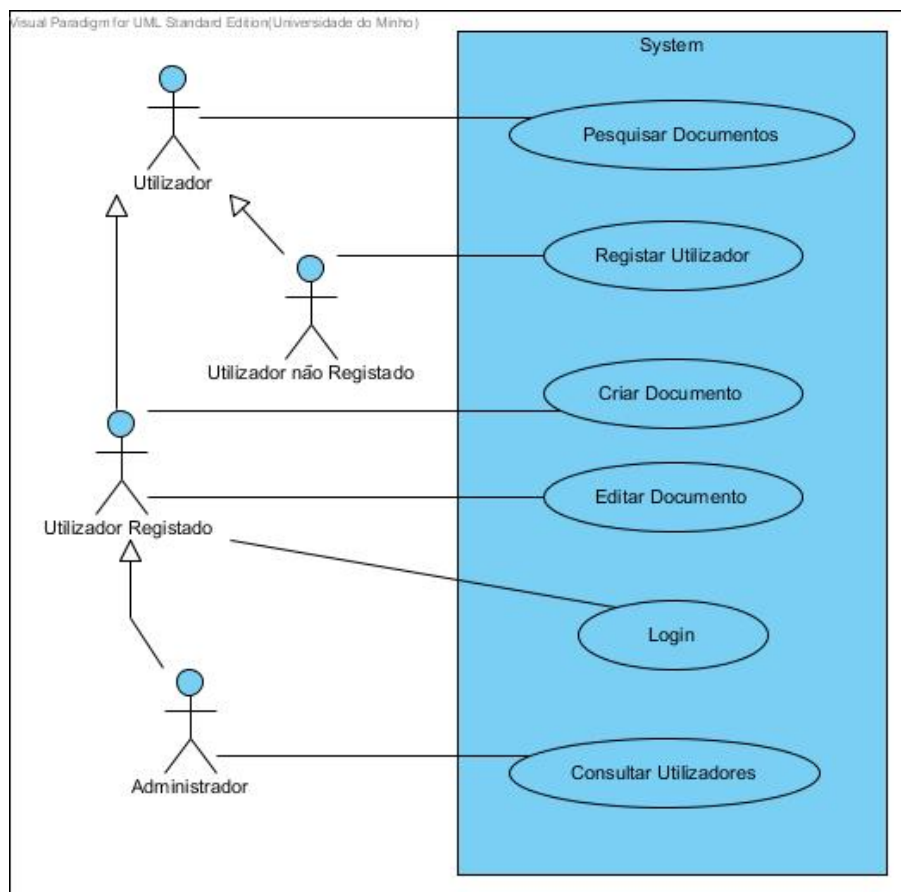 Visual Paradigm for UML Standard Edition(Universidade do Minho)
System
Pesquisar Documentos
Utilizador
Registar Utilizador
Utilizador não Registado
Criar Documento
Editar Documento
Utilizador Registado
Login
Consultar Utilizadores
Administrador